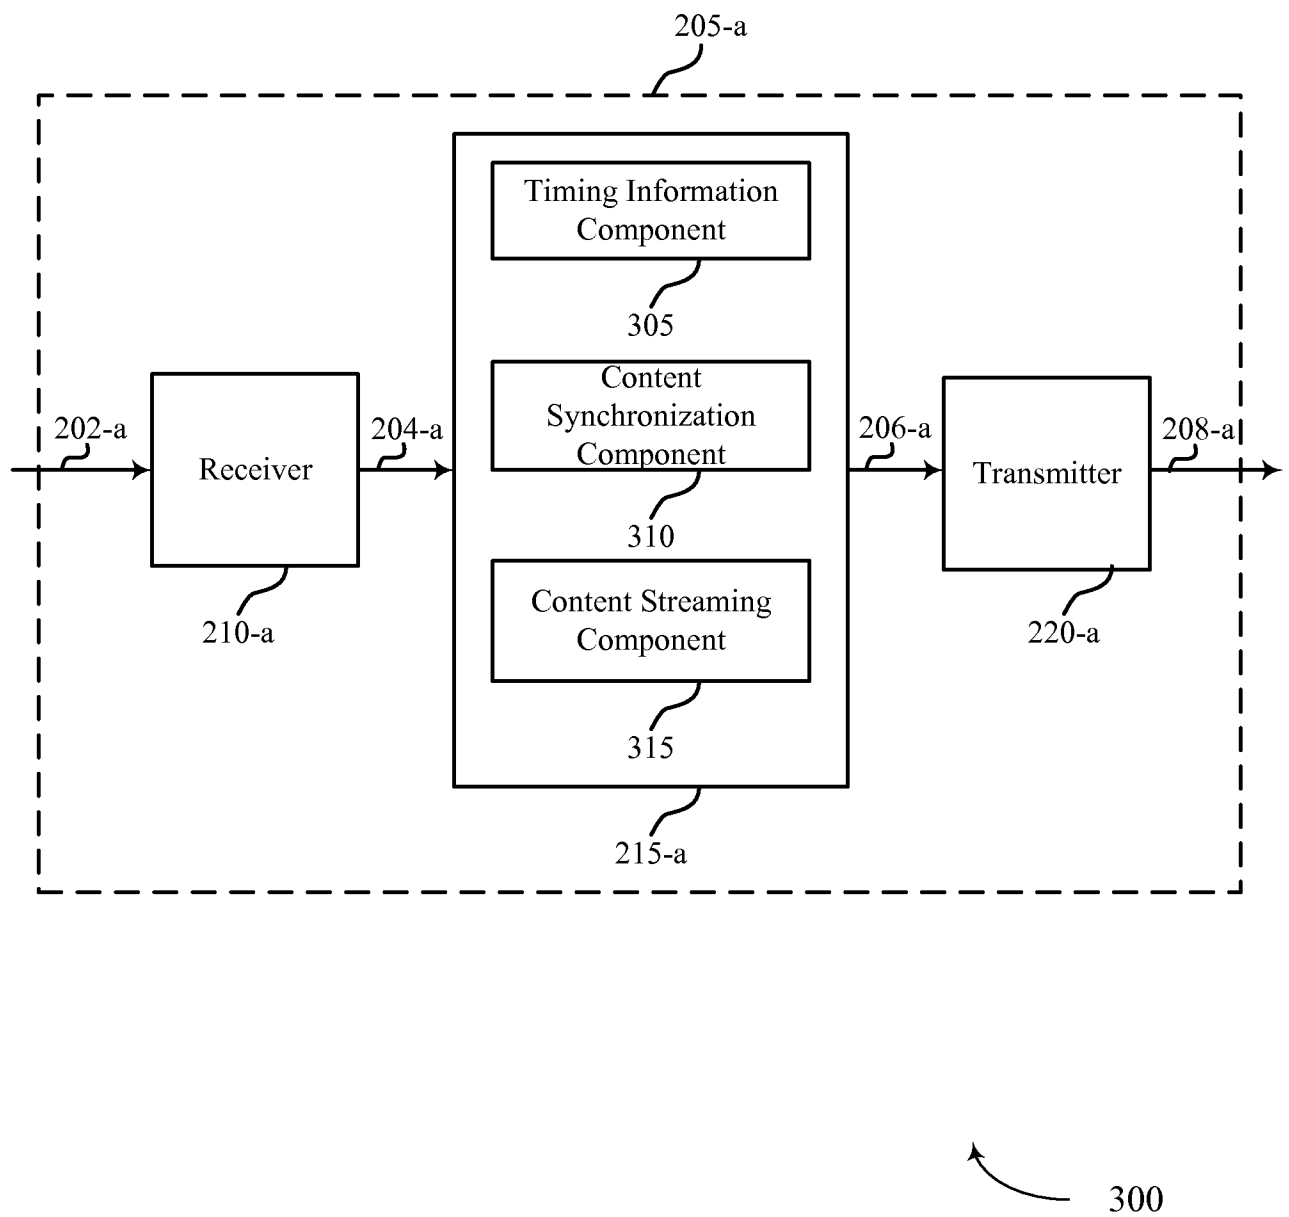 205-a
Timing Information
Component
305
202-a
Receiver
210-a
204-a
Content
Synchronization
Component
310
Content Streaming
Component
315
215-a
206-a
Transmitter
220-a
208-a
300